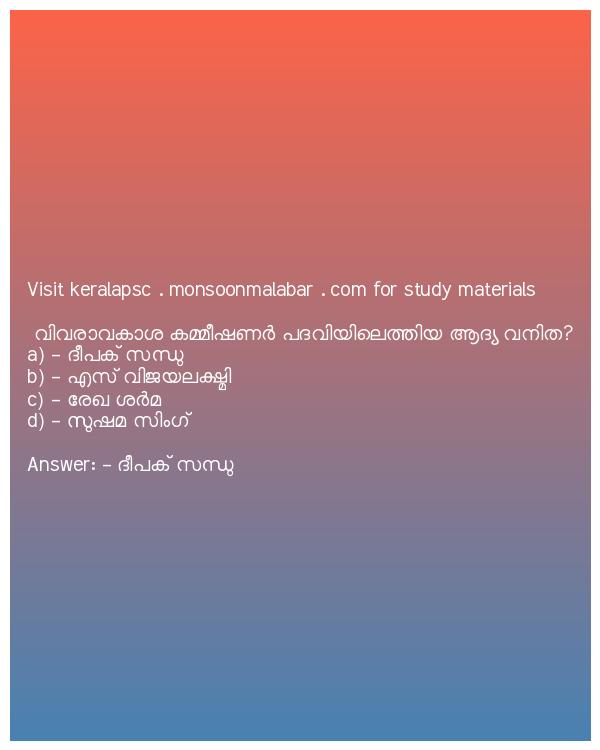 Visit keralapsc . monsoonmalabar . com for study materials
വിവരാവകാശ കമ്മീഷണർ പദവിയിലെത്തിയ ആദ്യ വനിത?
a) – ദീപക് സന്ധു
b) – എസ് വിജയലക്ഷ്മി
c) – രേഖ ശർമ
d) – സുഷമ സിംഗ്
Answer: – ദീപക് സന്ധു